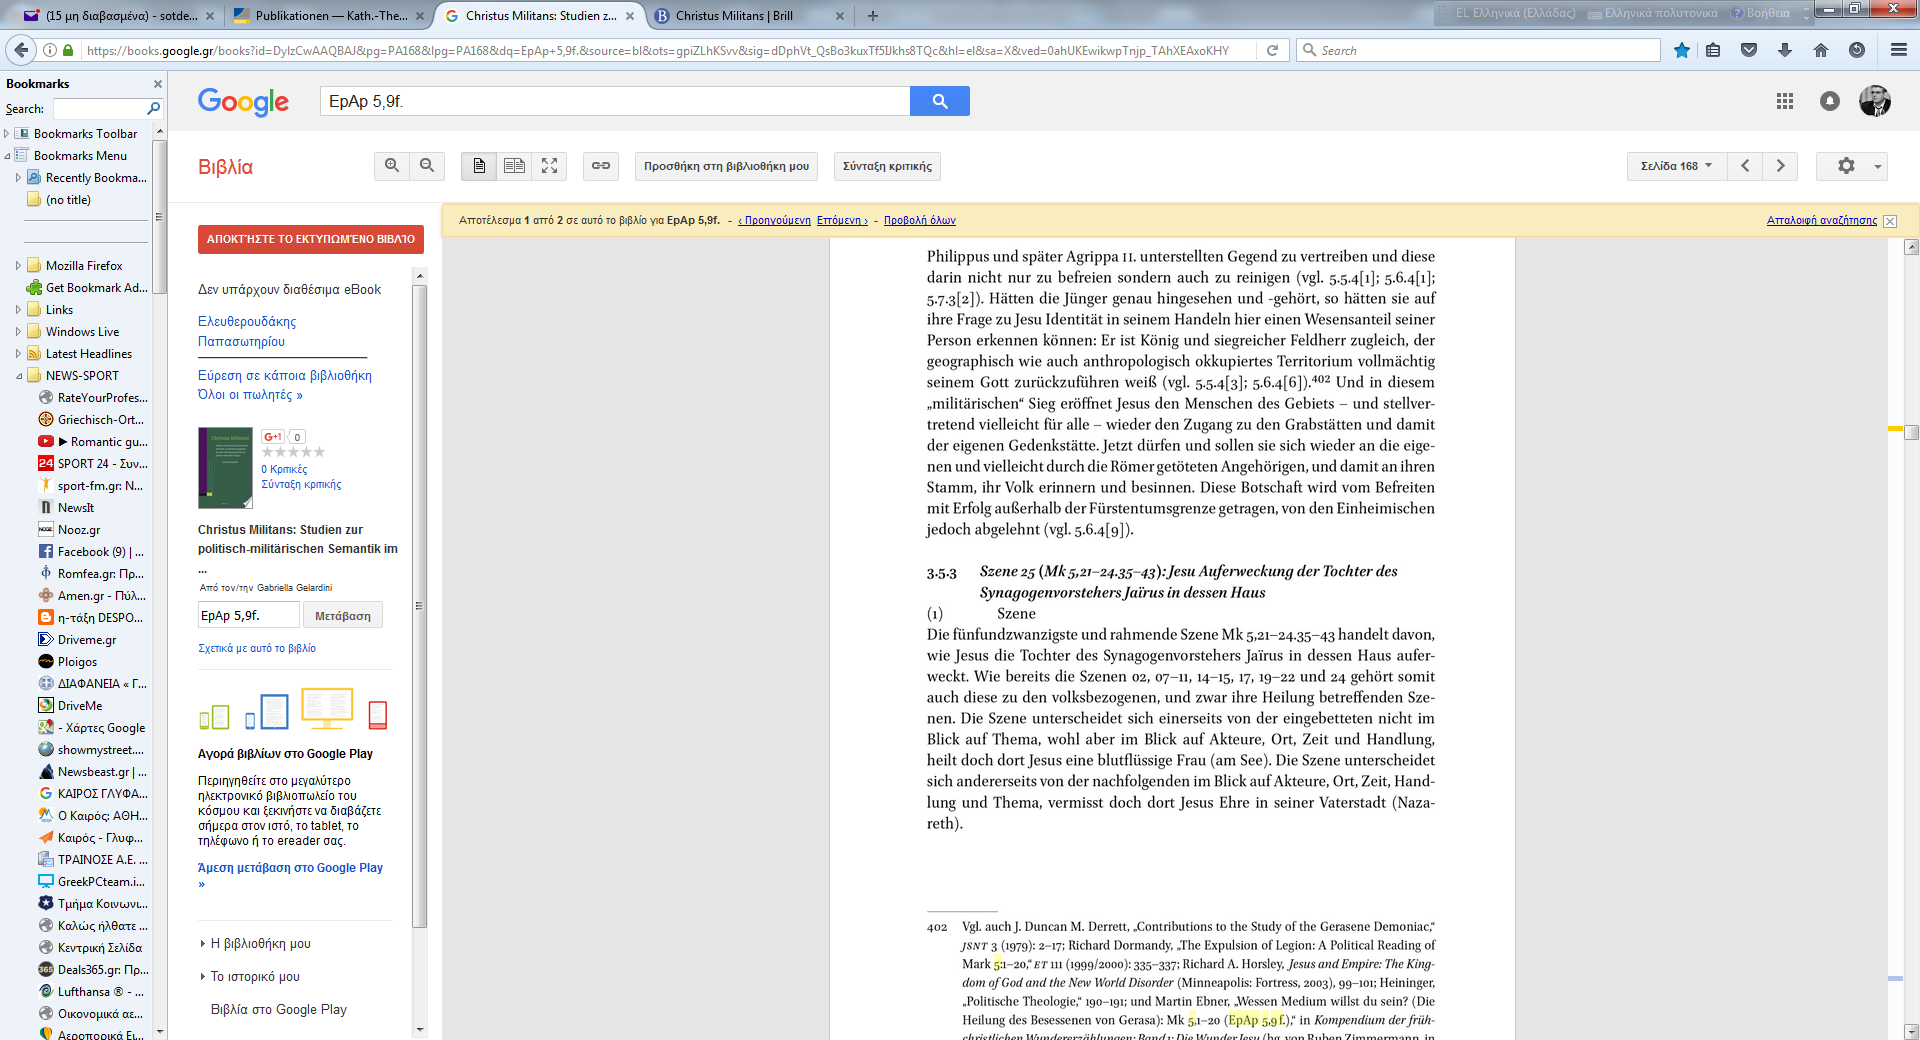 (15 μη διαβασμένα) - sotde...
Publikationen — Kath.-The...
Christus Militans: Studien z...
Christus Militans | Brill
EL Ελληνικά (Ελλάδας)
Ελληνικά πολυτονικά
Βοήθεια
https://books.google.gr/books?id=DylzCwAAQBAJ&pg=PA168&lpg=PA168&dq=EpAp+5,9f.&source=bl&ots=gpiZLhKSvv&sig=dDphVt_QsBo3kuxTf5IJkhs8TQc&hl=el&sa=X&ved=0ahUKEwikwpTnjp_TAhXEAxoKHY
Search
Bookmarks
Search:
Bookmarks Toolbar
Bookmarks Menu
Recently Bookma...
(no title)
Mozilla Firefox
Get Bookmark Ad...
Links
Windows Live
Latest Headlines
NEWS-SPORT
RateYourProfes...
Griechisch-Ort...
► Romantic gu...
SPORT 24 - Συν...
sport-fm.gr: N...
NewsIt
Nooz.gr
Facebook (9) | ...
Romfea.gr: Πρ...
Amen.gr - Πύλ...
η-τάξη DESPO...
Driveme.gr
Ploigos
ΔΙΑΦΑΝΕΙΑ « Γ...
DriveMe
- Χάρτες Google
showmystreet....
Newsbeast.gr | ...
ΚΑΙΡΟΣ ΓΛΥΦΑ...
Ο Καιρός: ΑΘΗ...
Καιρός - Γλυφ...
ΤΡΑΙΝΟΣΕ Α.Ε. ...
GreekPCteam.i...
Τμήμα Κοινωνι...
Καλώς ήλθατε ...
Κεντρική Σελίδα
Deals365.gr: Πρ...
Lufthansa ® - ...
Οικονομικά αε...
Αεροπορικά Ει...
Google
EpAp 5,9f.
Βιβλία
Προσθήκη στη βιβλιοθήκη μου
Σύνταξη κριτικής
Σελίδα 168
ΑΠΟΚΤΉΣΤΕ ΤΟ ΕΚΤΥΠΩΜΈΝΟ ΒΙΒΛΊΟ
Δεν υπάρχουν διαθέσιμα eBook
Ελευθερουδάκης
Παπασωτηρίου
Εύρεση σε κάποια βιβλιοθήκη
Όλοι οι πωλητές »
G+1 0
0 Κριτικές
Σύνταξη κριτικής
Christus Militans: Studien zur
politisch-militärischen Semantik im
...
Από τον/την Gabriella Gelardini
EpAp 5,9f.
Μετάβαση
Σχετικά με αυτό το βιβλίο
Αγορά βιβλίων στο Google Play
Περιηγηθείτε στο μεγαλύτερο
ηλεκτρονικό βιβλιοπωλείο του
κόσμου και ξεκινήστε να διαβάζετε
σήμερα στον ιστό, το tablet, το
τηλέφωνο ή το ereader σας.
Άμεση μετάβαση στο Google Play
»
Η βιβλιοθήκη μου
Το ιστορικό μου
Βιβλία στο Google Play
Αποτέλεσμα 1 από 2 σε αυτό το βιβλίο για EpAp 5,9f. - ‹ Προηγούμενη Επόμενη › - Προβολή όλων
Απαλοιφή αναζήτησης
Philippus und später Agrippa II. unterstellten Gegend zu vertreiben und diese
darin nicht nur zu befreien sondern auch zu reinigen (vgl. 5.5.4[1]; 5.6.4[1];
5.7.3[2]). Hätten die Jünger genau hingesehen und -gehört, so hätten sie auf
ihre Frage zu Jesu Identität in seinem Handeln hier einen Wesensanteil seiner
Person erkennen können: Er ist König und siegreicher Feldherr zugleich, der
geographisch wie auch anthropologisch okkupiertes Territorium vollmächtig
seinem Gott zurückzuführen weiß (vgl. 5.5.4[3]; 5.6.4[6]).402 Und in diesem
„militärischen“ Sieg eröffnet Jesus den Menschen des Gebiets – und stellver-
tretend vielleicht für alle – wieder den Zugang zu den Grabstätten und damit
der eigenen Gedenkstätte. Jetzt dürfen und sollen sie sich wieder an die eige-
nen und vielleicht durch die Römer getöteten Angehörigen, und damit an ihren
Stamm, ihr Volk erinnern und besinnen. Diese Botschaft wird vom Befreiten
mit Erfolg außerhalb der Fürstentumsgrenze getragen, von den Einheimischen
jedoch abgelehnt (vgl. 5.6.4[9]).
3.5.3 Szene 25 (Mk 5,21–24.35–43): Jesu Auferweckung der Tochter des
Synagogenvorstehers Jaïrus in dessen Haus
(1) Szene
Die fünfundzwanzigste und rahmende Szene Mk 5,21–24.35–43 handelt davon,
wie Jesus die Tochter des Synagogenvorstehers Jaïrus in dessen Haus aufer-
weckt. Wie bereits die Szenen 02, 07–11, 14–15, 17, 19–22 und 24 gehört somit
auch diese zu den volksbezogenen, und zwar ihre Heilung betreffenden Sze-
nen. Die Szene unterscheidet sich einerseits von der eingebetteten nicht im
Blick auf Thema, wohl aber im Blick auf Akteure, Ort, Zeit und Handlung,
heilt doch dort Jesus eine blutflüssige Frau (am See). Die Szene unterscheidet
sich andererseits von der nachfolgenden im Blick auf Akteure, Ort, Zeit, Hand-
lung und Thema, vermisst doch dort Jesus Ehre in seiner Vaterstadt (Naza-
reth).
402 Vgl. auch J. Duncan M. Derrett, „Contributions to the Study of the Gerasene Demoniac,“
JSNT 3 (1979): 2–17; Richard Dormandy, „The Expulsion of Legion: A Political Reading of
Mark 5:1–20,“ ET 111 (1999/2000): 335–337; Richard A. Horsley, Jesus and Empire: The King-
dom of God and the New World Disorder (Minneapolis: Fortress, 2003), 99–101; Heininger,
„Politische Theologie,“ 190–191; und Martin Ebner, „Wessen Medium willst du sein? (Die
Heilung des Besessenen von Gerasa): Mk 5,1–20 (EpAp 5,9 f.),“ in Kompendium der früh-
christlichen Wundererzählungen: Band 1: Die Wunder Jesu (hg. von Ruben Zimmermann, in